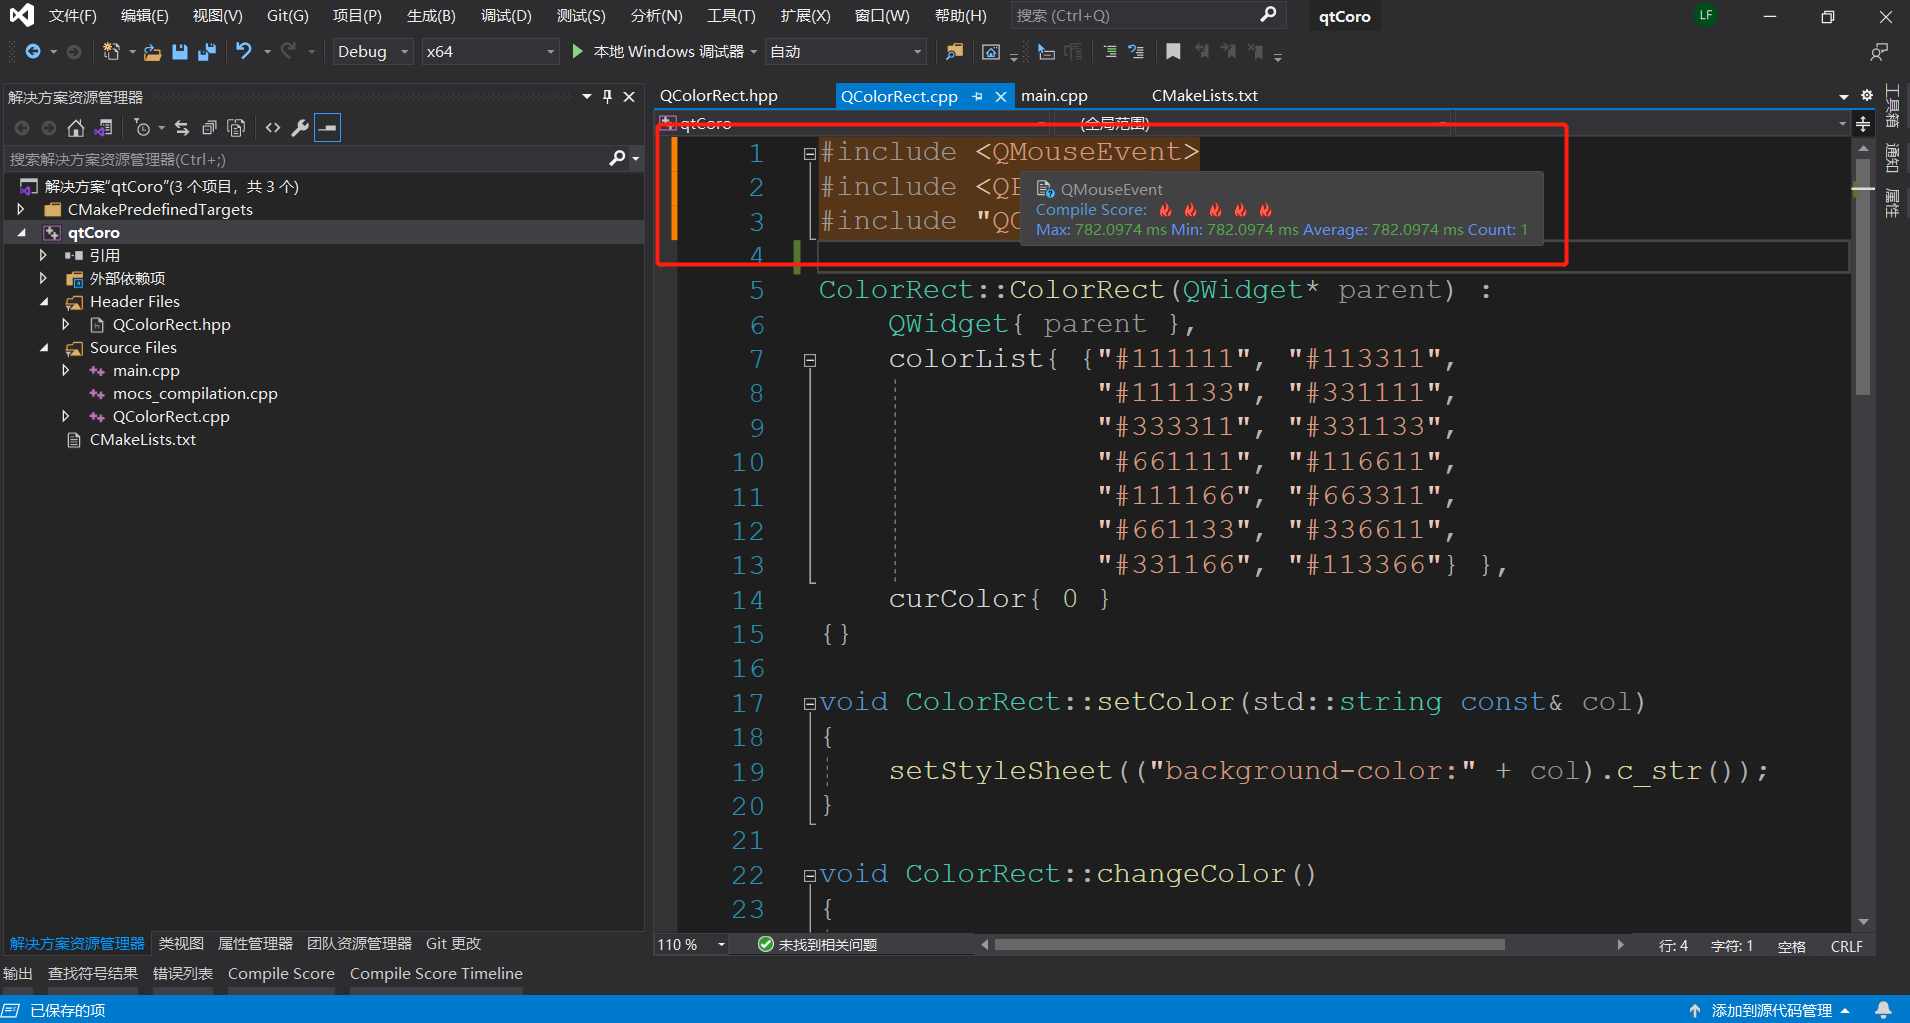 文件(F) 编辑(E) 视图(V) Git(G) 项目(P) 生成(B) 调试(D) 测试(S) 分析(N) 工具(T) 扩展(X) 窗口(W) 帮助(H) 搜索 (Ctrl+Q) qtCoro LF
Debug x64 本地 Windows 调试器 自动
解决方案资源管理器
搜索解决方案资源管理器(Ctrl+;)
解决方案"qtCoro"(3 个项目，共 3 个)
CMakePredefinedTargets
qtCoro
引用
外部依赖项
Header Files
QColorRect.hpp
Source Files
main.cpp
mocs_compilation.cpp
QColorRect.cpp
CMakeLists.txt
QColorRect.hpp QColorRect.cpp main.cpp CMakeLists.txt
qtCoro (全局范围)
1 #include <QMouseEvent>
2 #include <QE
3 #include "QC
4
QMouseEvent
Compile Score:
Max: 782.0974 ms Min: 782.0974 ms Average: 782.0974 ms Count: 1
5 ColorRect::ColorRect(QWidget* parent) :
6 QWidget{ parent },
7 colorList{ {"#111111", "#113311",
8 "#111133", "#331111",
9 "#333311", "#331133",
10 "#661111", "#116611",
11 "#111166", "#663311",
12 "#661133", "#336611",
13 "#331166", "#113366"} },
14 curColor{ 0 }
15 {}
16
17 void ColorRect::setColor(std::string const& col)
18 {
19 setStyleSheet(("background-color:" + col).c_str());
20 }
21
22 void ColorRect::changeColor()
23 {
110 % 未找到相关问题 行: 4 字符: 1 空格 CRLF
工具箱
通知
属性
解决方案资源管理器 类视图 属性管理器 团队资源管理器 Git 更改
输出 查找符号结果 错误列表 Compile Score Compile Score Timeline
已保存的项 添加到源代码管理